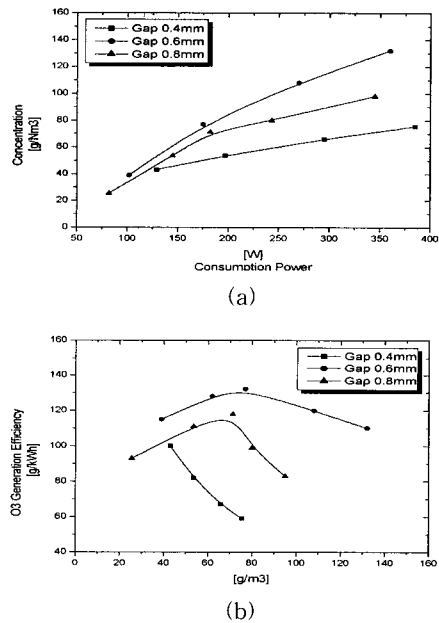 160
140
120
100
80
60
40
20
0
Concentration
[g/Nm3]
Gap 0.4mm
Gap 0.6mm
Gap 0.8mm
50
100
150
200
250
300
350
400
[W]
Consumption Power
(a)
160
140
120
100
80
60
40
O3 Generation Efficiency
[g/kWh]
Gap 0.4mm
Gap 0.6mm
Gap 0.8mm
0
20
40
60
80
100
120
140
160
[g/m3]
(b)